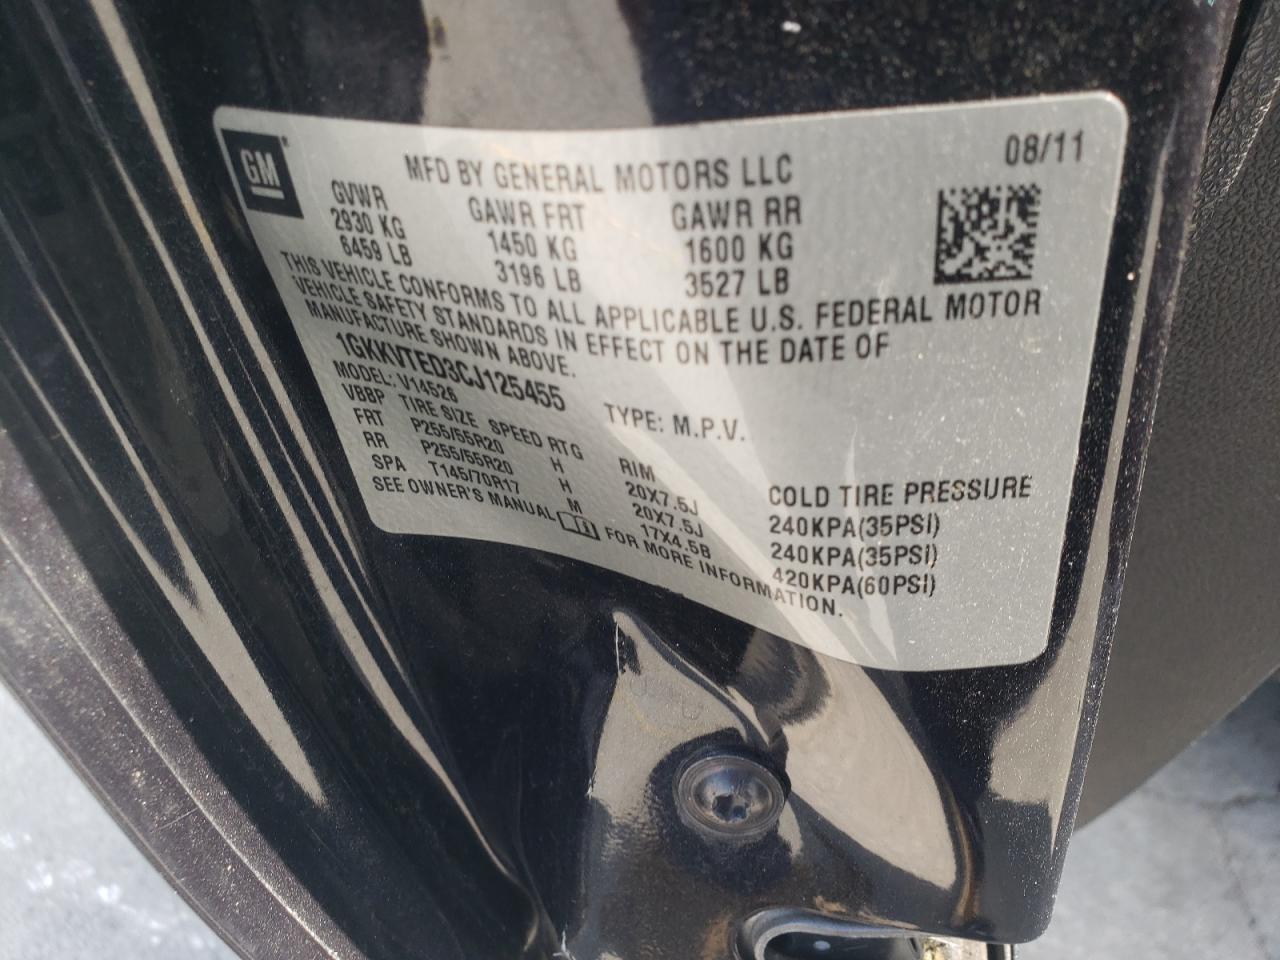 GM
MFD BY GENERAL MOTORS LLC
08/11
GVWR GAWR FRT GAWR RR
2930 KG 1450 KG 1600 KG
6459 LB 3196 LB 3527 LB
THIS VEHICLE CONFORMS TO ALL APPLICABLE U.S. FEDERAL MOTOR
VEHICLE SAFETY STANDARDS IN EFFECT ON THE DATE OF
MANUFACTURE SHOWN ABOVE.
1GKKVTED3CJ125455 TYPE: M.P.V.
MODEL: V14526
VBBP TIRE SIZE SPEED RTG RIM COLD TIRE PRESSURE
FRT P255/55R20 H 20X7.5J 240KPA(35PSI)
RR P255/55R20 H 20X7.5J 240KPA(35PSI)
SPA T145/70R17 M 17X4.5B 420KPA(60PSI)
SEE OWNER'S MANUAL FOR MORE INFORMATION.